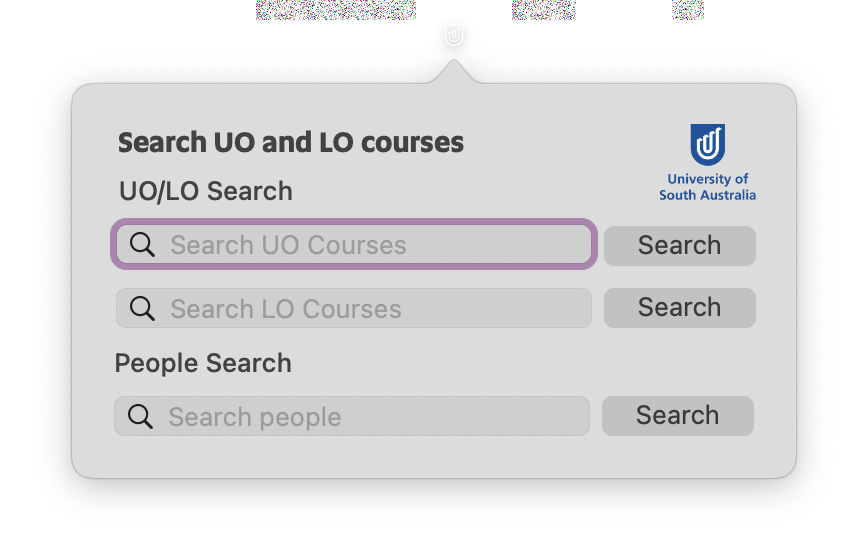 Search UO and LO courses
University of
South Australia
UO/LO Search
Search UO Courses
Search
Search LO Courses
Search
People Search
Search people
Search